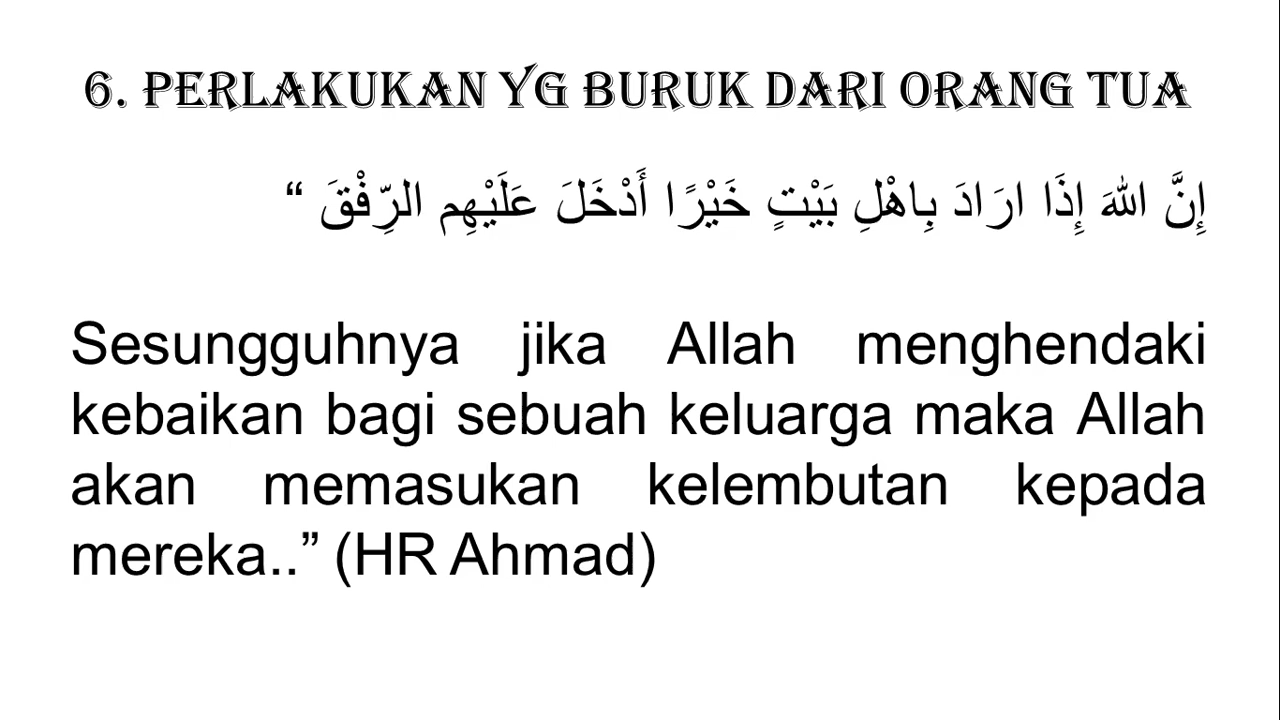 6. PERLAKUKAN YG BURUK DARI ORANG TUA
إِنَّ اللهَ إِذَا ارَادَ بِاهْلِ بَيْتٍ خَيْرًا أَدْخَلَ عَلَيْهِم الرِّفْقَ “
Sesungguhnya jika Allah menghendaki
kebaikan bagi sebuah keluarga maka Allah
akan memasukan kelembutan kepada
mereka..” (HR Ahmad)